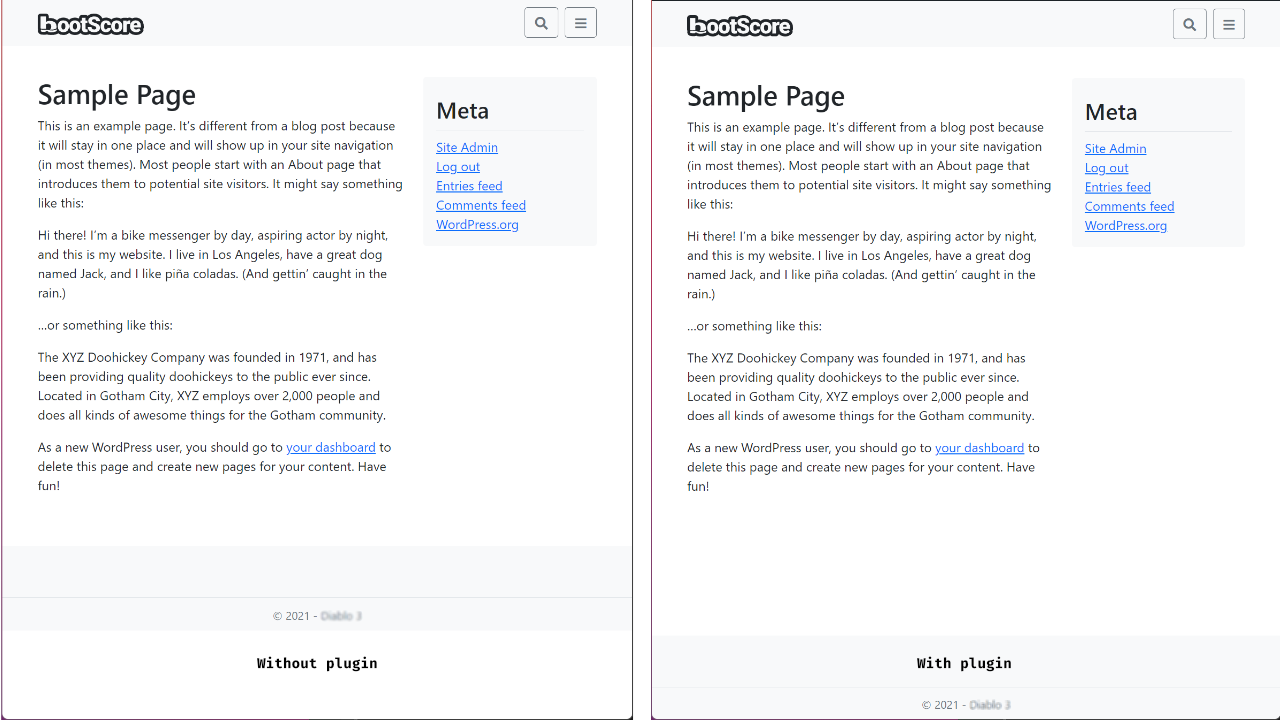 bootScore
Sample Page
This is an example page. It's different from a blog post because
it will stay in one place and will show up in your site navigation
(in most themes). Most people start with an About page that
introduces them to potential site visitors. It might say something
like this:
Hi there! I'm a bike messenger by day, aspiring actor by night,
and this is my website. I live in Los Angeles, have a great dog
named Jack, and I like piña coladas. (And gettin' caught in the
rain.)
...or something like this:
The XYZ Doohickey Company was founded in 1971, and has
been providing quality doohickeys to the public ever since.
Located in Gotham City, XYZ employs over 2,000 people and
does all kinds of awesome things for the Gotham community.
As a new WordPress user, you should go to your dashboard to
delete this page and create new pages for your content. Have
fun!
Meta
Site Admin
Log out
Entries feed
Comments feed
WordPress.org
© 2021 - Diablo 3
Without plugin
bootScore
Sample Page
This is an example page. It's different from a blog post because
it will stay in one place and will show up in your site navigation
(in most themes). Most people start with an About page that
introduces them to potential site visitors. It might say something
like this:
Hi there! I'm a bike messenger by day, aspiring actor by night,
and this is my website. I live in Los Angeles, have a great dog
named Jack, and I like piña coladas. (And gettin' caught in the
rain.)
...or something like this:
The XYZ Doohickey Company was founded in 1971, and has
been providing quality doohickeys to the public ever since.
Located in Gotham City, XYZ employs over 2,000 people and
does all kinds of awesome things for the Gotham community.
As a new WordPress user, you should go to your dashboard to
delete this page and create new pages for your content. Have
fun!
Meta
Site Admin
Log out
Entries feed
Comments feed
WordPress.org
With plugin
© 2021 - Diablo 3